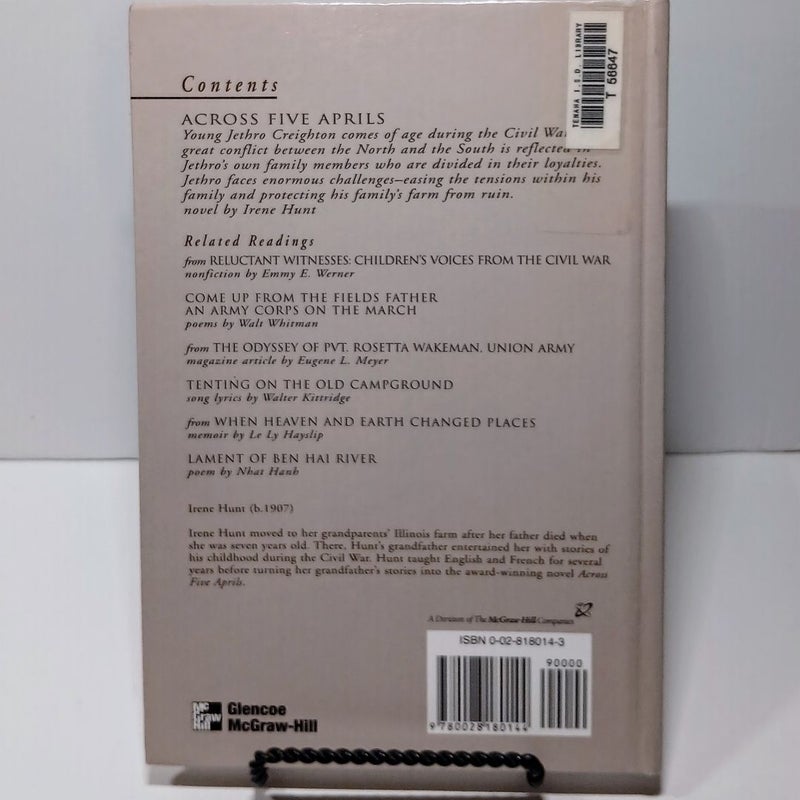 TENAHA I.S.D. LIBRARY
T 56647
Contents
ACROSS FIVE APRILS
Young Jethro Creighton comes of age during the Civil
great conflict between the North and the South is reflected in
Jethro's own family members who are divided in their loyalties.
Jethro faces enormous challenges—easing the tensions within his
family and protecting his family's farm from ruin.
novel by Irene Hunt
Related Readings
from RELUCTANT WITNESSES: CHILDREN'S VOICES FROM THE CIVIL WAR
nonfiction by Emmy E. Werner
COME UP FROM THE FIELDS FATHER
AN ARMY CORPS ON THE MARCH
poems by Walt Whitman
from THE ODYSSEY OF PVT. ROSETTA WAKEMAN, UNION ARMY
magazine article by Eugene L. Meyer
TENTING ON THE OLD CAMPGROUND
song lyrics by Walter Kittridge
from WHEN HEAVEN AND EARTH CHANGED PLACES
memoir by Le Ly Hayslip
LAMENT OF BEN HAI RIVER
poem by Nhat Hanh
Irene Hunt (b.1907)
Irene Hunt moved to her grandparents' Illinois farm after her father died when
she was seven years old. There, Hunt's grandfather entertained her with stories of
his childhood during the Civil War. Hunt taught English and French for several
years before turning her grandfather's stories into the award-winning novel Across
Five Aprils.
A Division of The McGraw-Hill Companies
ISBN 0-02-818014-3
90000
9 780028 180144
Mc
Graw
Hill
Glencoe
McGraw-Hill